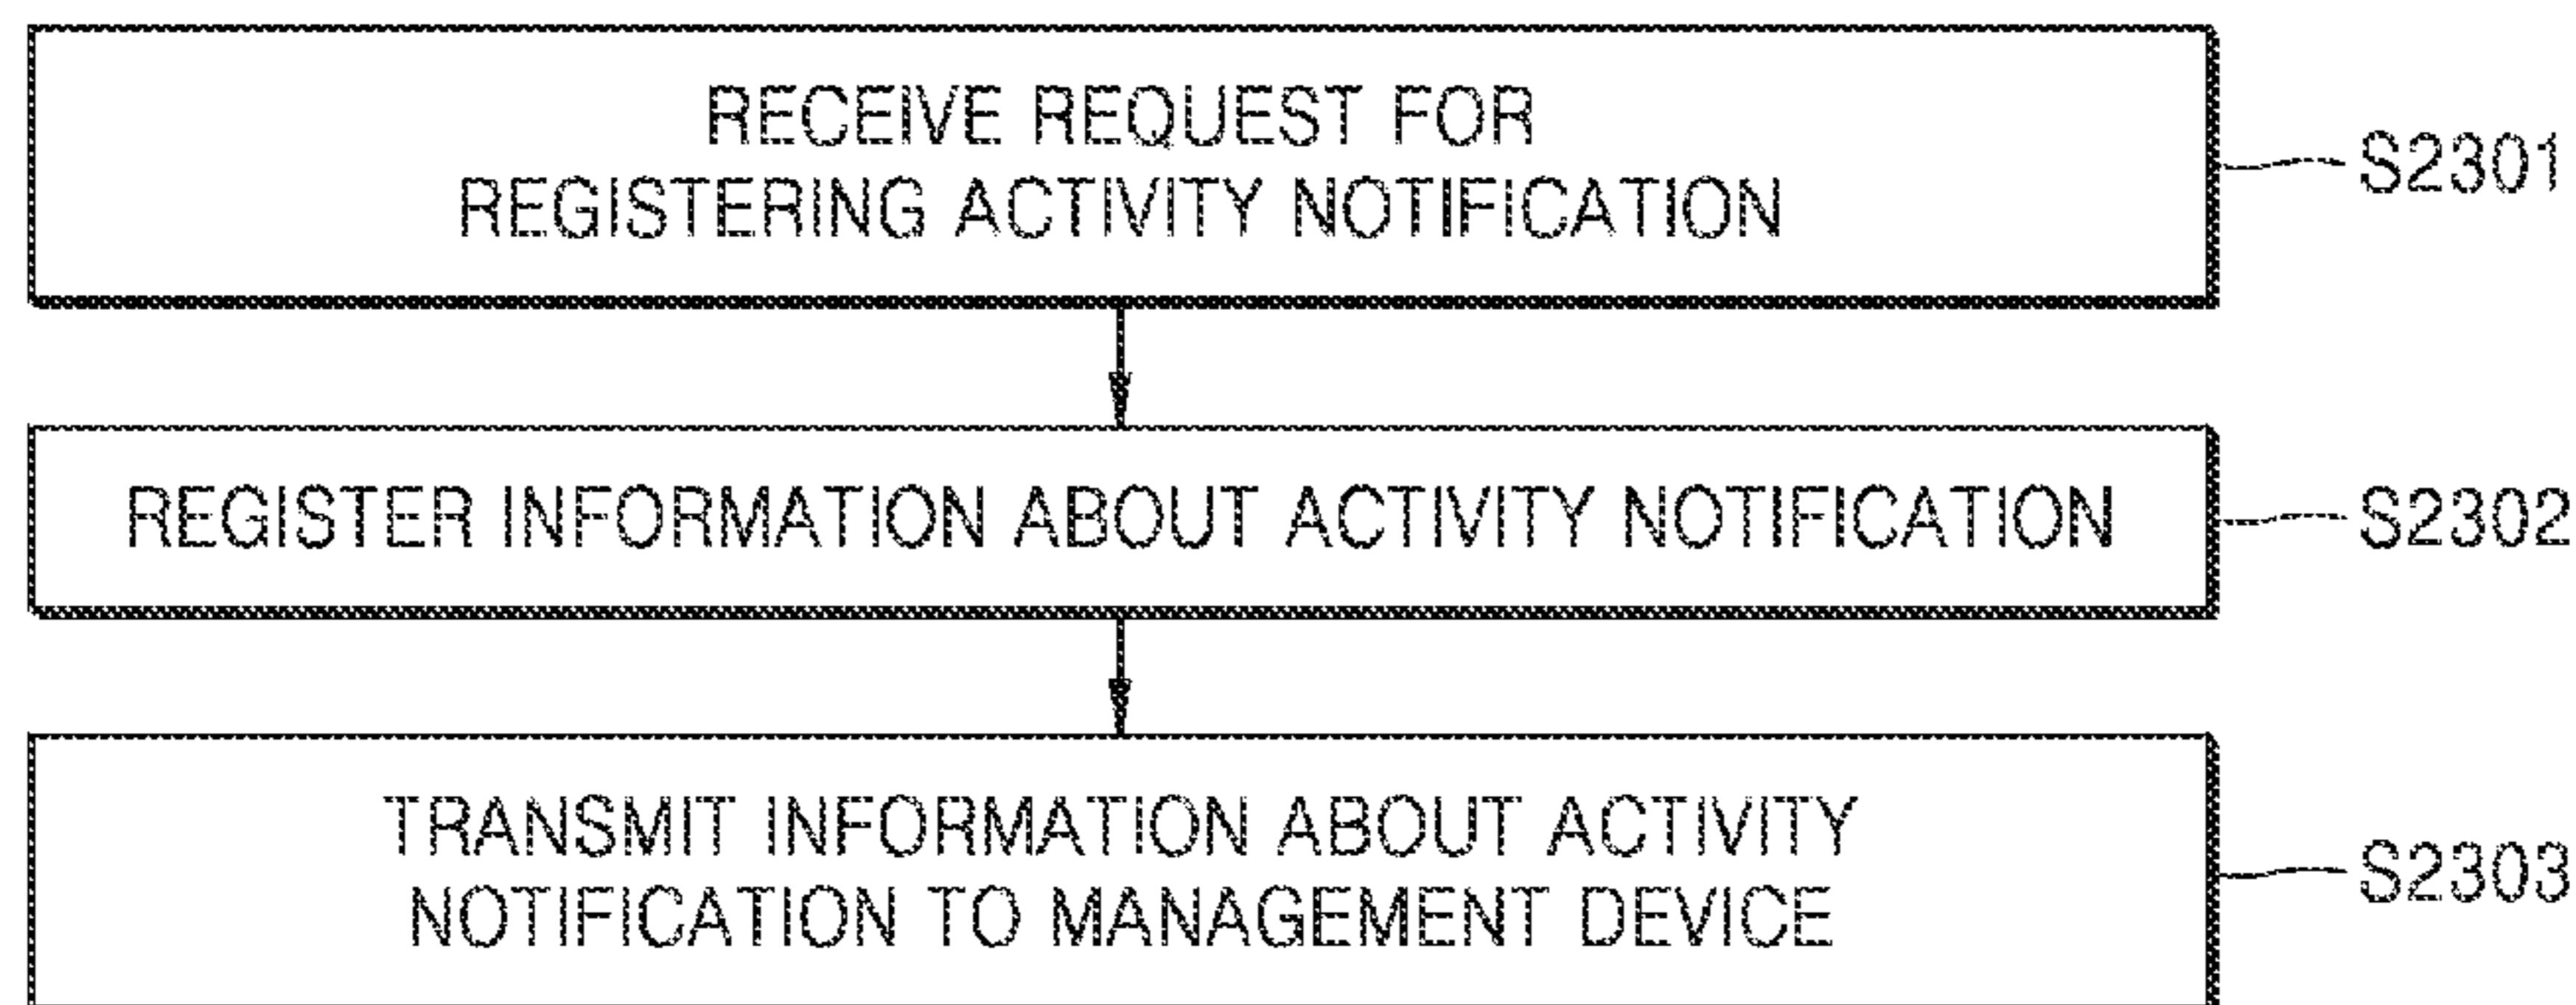 RECEIVE REQUEST FOR
REGISTERING ACTIVITY NOTIFICATION
S2301
REGISTER INFORMATION ABOUT ACTIVITY NOTIFICATION
S2302
TRANSMIT INFORMATION ABOUT ACTIVITY
NOTIFICATION TO MANAGEMENT DEVICE
S2303